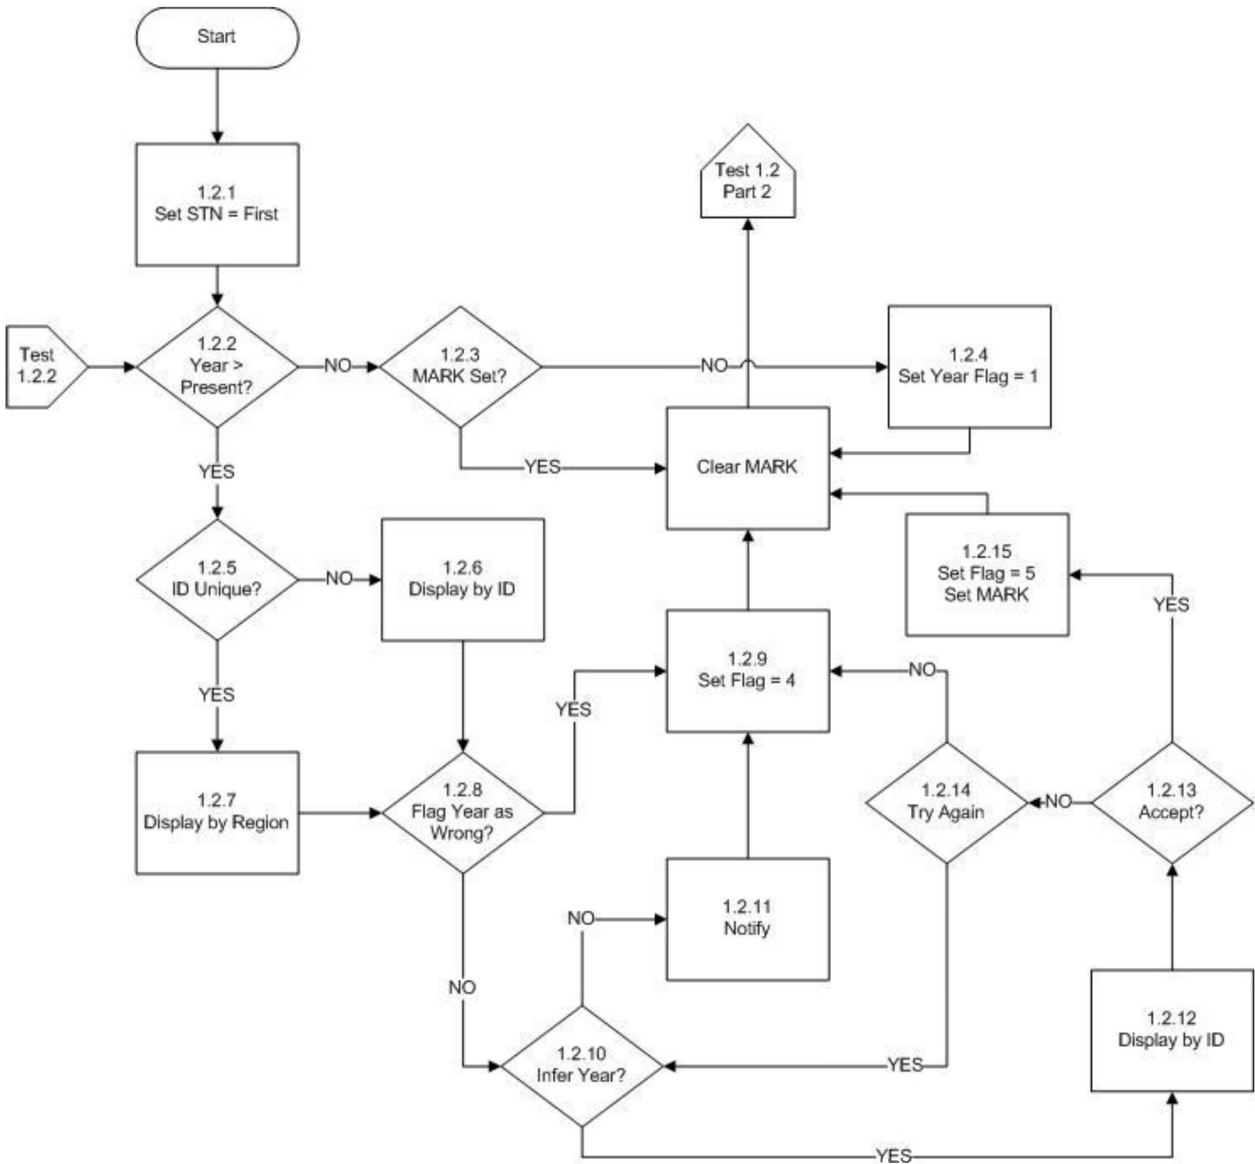 Start
1.2.1
Set STN = First
Test 1.2
Part 2
Test
1.2.2
1.2.2
Year >
Present?
NO
1.2.3
MARK Set?
NO
1.2.4
Set Year Flag = 1
YES
YES
Clear MARK
1.2.5
ID Unique?
NO
1.2.6
Display by ID
1.2.15
Set Flag = 5
Set MARK
YES
YES
YES
1.2.9
Set Flag = 4
NO
1.2.7
Display by Region
1.2.8
Flag Year as
Wrong?
1.2.14
Try Again
NO
1.2.13
Accept?
NO
1.2.11
Notify
NO
1.2.10
Infer Year?
YES
1.2.12
Display by ID
YES